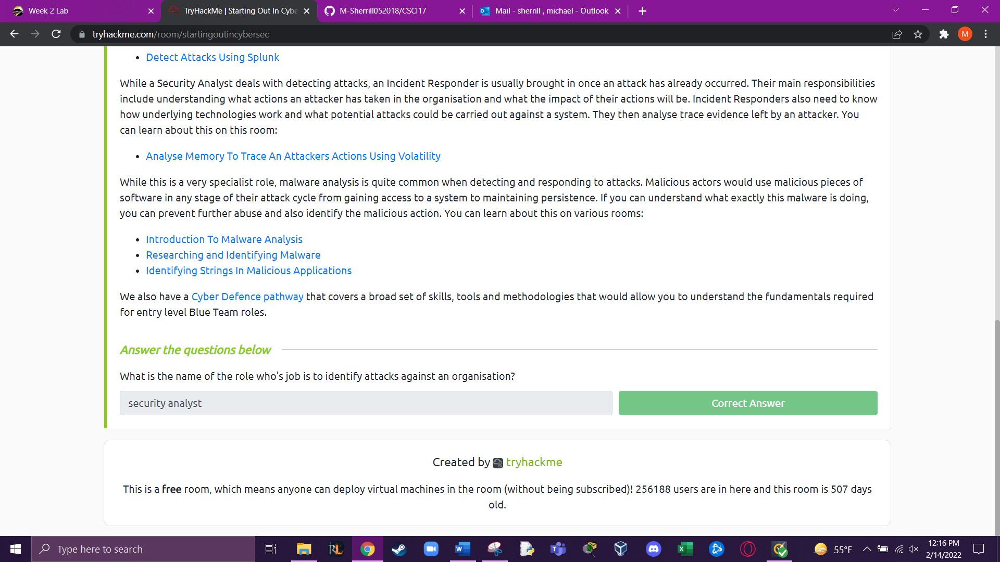 Week 2 Lab
TryHackMe | Starting Out In Cybe
M-Sherrill052018/CSCI17
Mail - sherrill , michael - Outlook
tryhackme.com/room/startingoutincybersec
M
• Detect Attacks Using Splunk
While a Security Analyst deals with detecting attacks, an Incident Responder is usually brought in once an attack has already occurred. Their main responsibilities
include understanding what actions an attacker has taken in the organisation and what the impact of their actions will be. Incident Responders also need to know
how underlying technologies work and what potential attacks could be carried out against a system. They then analyse trace evidence left by an attacker. You
can learn about this on this room:
• Analyse Memory To Trace An Attackers Actions Using Volatility
While this is a very specialist role, malware analysis is quite common when detecting and responding to attacks. Malicious actors would use malicious pieces of
software in any stage of their attack cycle from gaining access to a system to maintaining persistence. If you can understand what exactly this malware is doing,
you can prevent further abuse and also identify the malicious action. You can learn about this on various rooms:
• Introduction To Malware Analysis
• Researching and Identifying Malware
• Identifying Strings In Malicious Applications
We also have a Cyber Defence pathway that covers a broad set of skills, tools and methodologies that would allow you to understand the fundamentals required
for entry level Blue Team roles.
Answer the questions below
What is the name of the role who's job is to identify attacks against an organisation?
security analyst
Correct Answer
Created by tryhackme
This is a free room, which means anyone can deploy virtual machines in the room (without being subscribed)! 256188 users are in here and this room is 507 days
old.
Type here to search
55°F
12:16 PM
2/14/2022